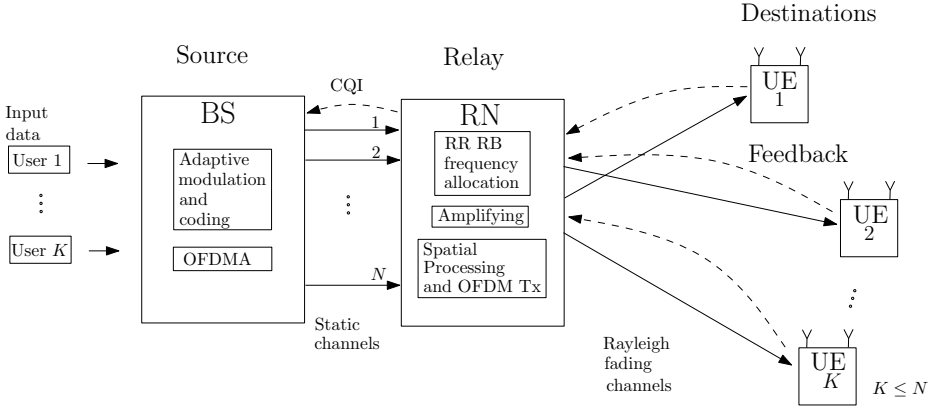 Destinations
Source
Relay
CQI
UE
1
Input
data
BS
RN
User 1
1
2
Adaptive
modulation
and
coding
RR RB
frequency
allocation
Feedback
UE
2
Amplifying
User K
OFDMA
N
Spatial
Processing
and OFDM Tx
Static
channels
Rayleigh
fading
channels
UE
K
K ≤ N